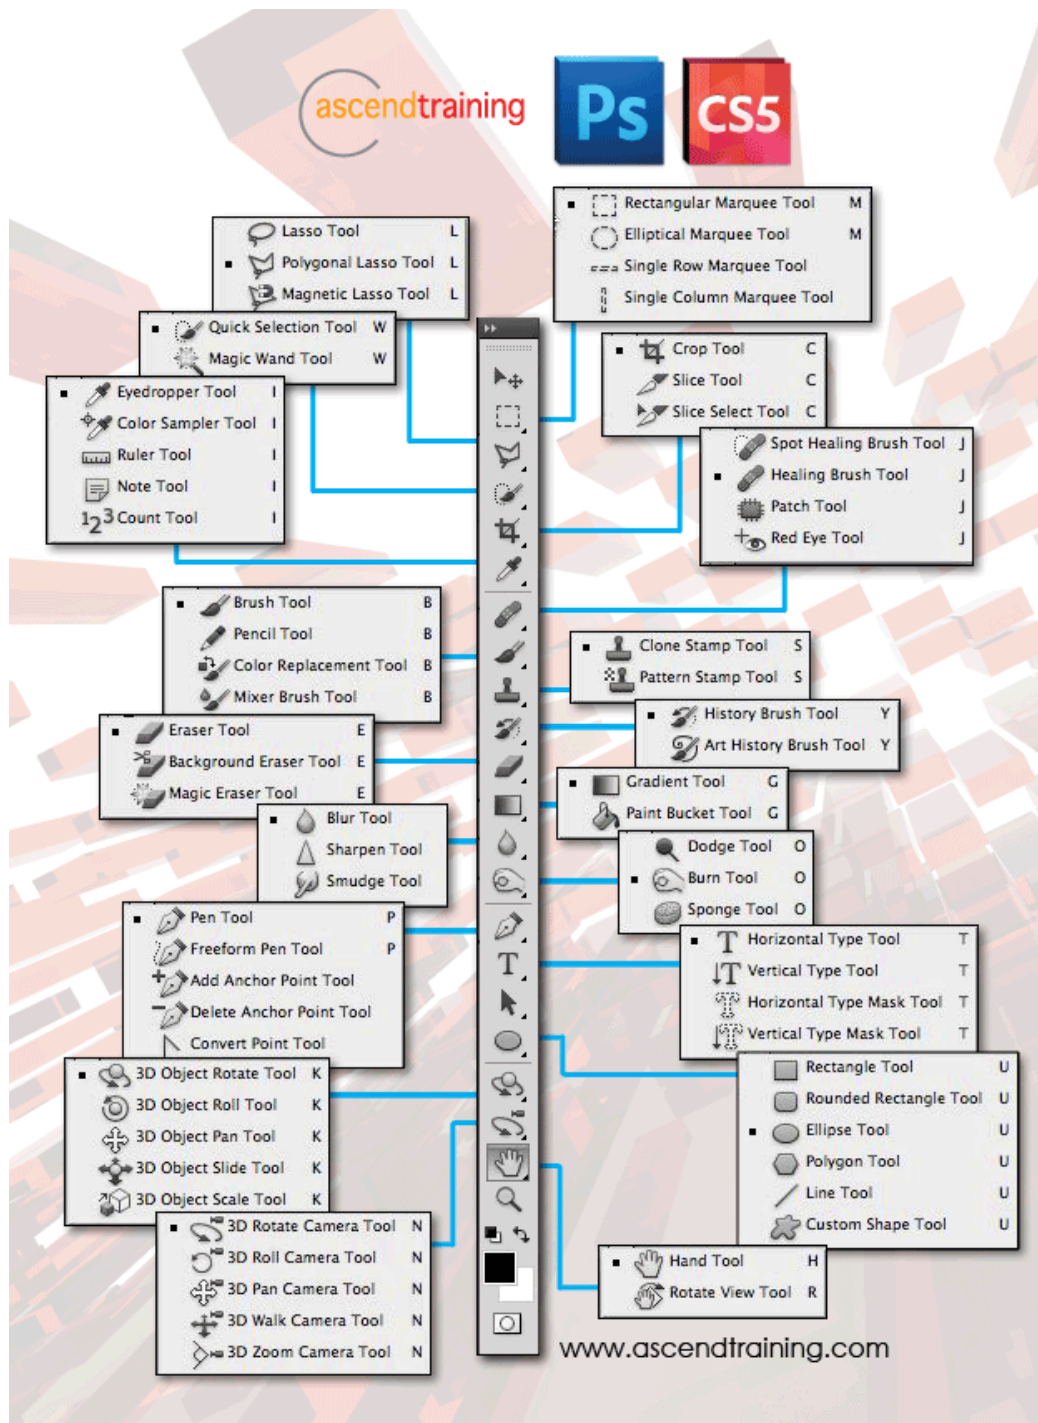 ascendtraining
Ps
CS5
Rectangular Marquee Tool M
Elliptical Marquee Tool M
Single Row Marquee Tool
Single Column Marquee Tool
Lasso Tool L
Polygonal Lasso Tool L
Magnetic Lasso Tool L
Quick Selection Tool W
Magic Wand Tool W
Crop Tool C
Slice Tool C
Slice Select Tool C
Eyedropper Tool I
Color Sampler Tool I
Ruler Tool I
Note Tool I
123 Count Tool I
Spot Healing Brush Tool J
Healing Brush Tool J
Patch Tool J
Red Eye Tool J
Brush Tool B
Pencil Tool B
Color Replacement Tool B
Mixer Brush Tool B
Clone Stamp Tool S
Pattern Stamp Tool S
History Brush Tool Y
Art History Brush Tool Y
Eraser Tool E
Background Eraser Tool E
Magic Eraser Tool E
Gradient Tool G
Paint Bucket Tool G
Blur Tool
Sharpen Tool
Smudge Tool
Dodge Tool O
Burn Tool O
Sponge Tool O
Pen Tool P
Freeform Pen Tool P
Add Anchor Point Tool
Delete Anchor Point Tool
Convert Point Tool
T
T Horizontal Type Tool T
T Vertical Type Tool T
T Horizontal Type Mask Tool T
T Vertical Type Mask Tool T
Rectangle Tool U
Rounded Rectangle Tool U
Ellipse Tool U
Polygon Tool U
Line Tool U
Custom Shape Tool U
3D Object Rotate Tool K
3D Object Roll Tool K
3D Object Pan Tool K
3D Object Slide Tool K
3D Object Scale Tool K
3D Rotate Camera Tool N
3D Roll Camera Tool N
3D Pan Camera Tool N
3D Walk Camera Tool N
3D Zoom Camera Tool N
Hand Tool H
Rotate View Tool R
www.ascendtraining.com